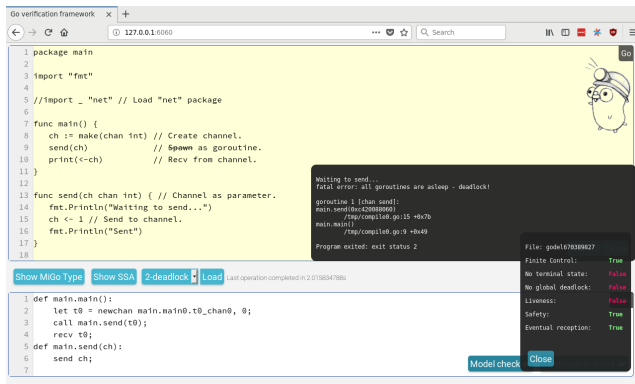 Go verification framework × +
127.0.0.1:6060 Search
Go
1 package main
2
3 import "fmt"
4
5 //import _ "net" // Load "net" package
6
7 func main() {
8 ch := make(chan int) // Create channel.
9 send(ch) // Spawn as goroutine.
10 print(<-ch) // Recv from channel.
11 }
12
13 func send(ch chan int) { // Channel as parameter.
14 fmt.Println("Waiting to send...")
15 ch <- 1 // Send to channel.
16 fmt.Println("Sent")
17 }
18
Waiting to send...
fatal error: all goroutines are asleep - deadlock!
goroutine 1 [chan send]:
main.send(0xc420088060)
/tmp/compile0.go:15 +0x7b
main.main()
/tmp/compile0.go:9 +0x49
Program exited: exit status 2
Show MiGo Type Show SSA 2-deadlock Load Last operation completed in 2.015834788s
1 def main.main():
2 let t0 = newchan main.main0.t0_chan0, 0;
3 call main.send(t0);
4 recv t0;
5 def main.send(ch):
6 send ch;
7
File: godel670389827
Finite Control: True
No terminal state: False
No global deadlock: False
Liveness: False
Safety: True
Eventual reception: True
Close
Model check